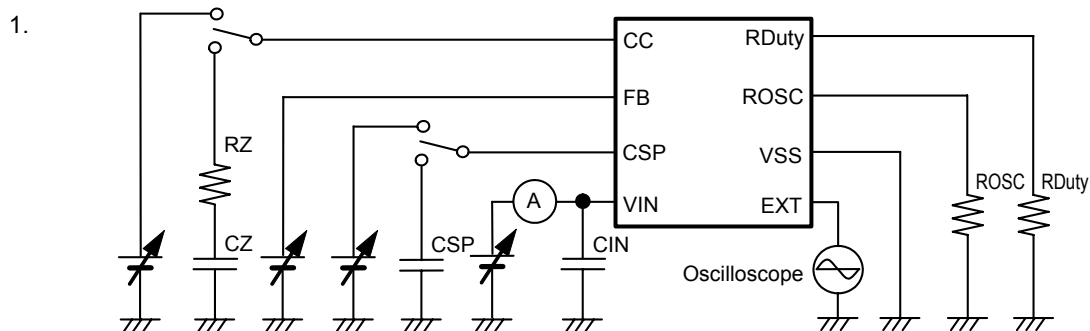 1.
CC
RDuty
FB
ROSC
CSP
VSS
VIN
EXT
RZ
CZ
CSP
A
CIN
Oscilloscope
ROSC
RDuty